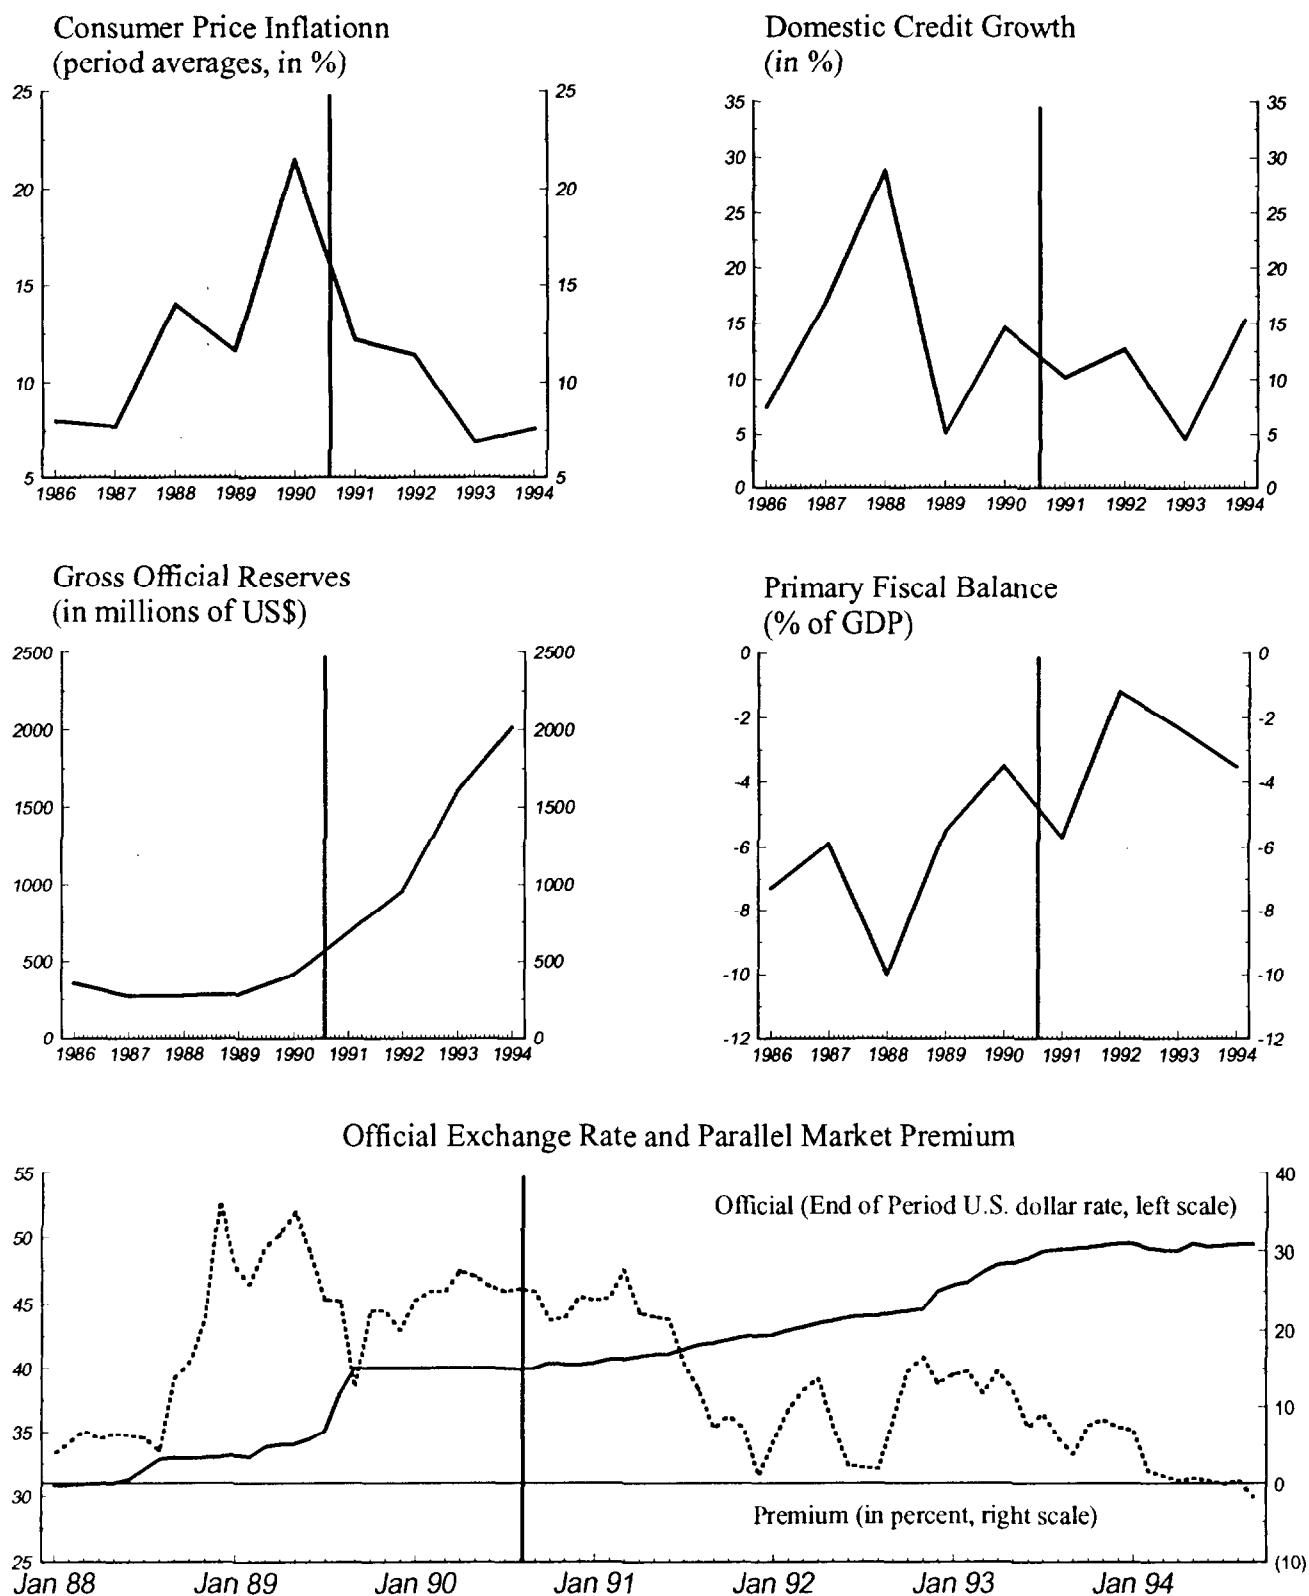 Consumer Price Inflationn
(period averages, in %)
25 25
20 20
15 15
10 10
5 5
1986 1987 1988 1989 1990 1991 1992 1993 1994
Domestic Credit Growth
(in %)
35 35
30 30
25 25
20 20
15 15
10 10
5 5
0 0
1986 1987 1988 1989 1990 1991 1992 1993 1994
Gross Official Reserves
(in millions of US$)
2500 2500
2000 2000
1500 1500
1000 1000
500 500
0 0
1986 1987 1988 1989 1990 1991 1992 1993 1994
Primary Fiscal Balance
(% of GDP)
0 0
-2 -2
-4 -4
-6 -6
-8 -8
-10 -10
-12 -12
1986 1987 1988 1989 1990 1991 1992 1993 1994
Official Exchange Rate and Parallel Market Premium
55 40
Official (End of Period U.S. dollar rate, left scale)
50 30
45 20
40
35 10
30 0
Premium (in percent, right scale)
25 (10)
Jan 88 Jan 89 Jan 90 Jan 91 Jan 92 Jan 93 Jan 94